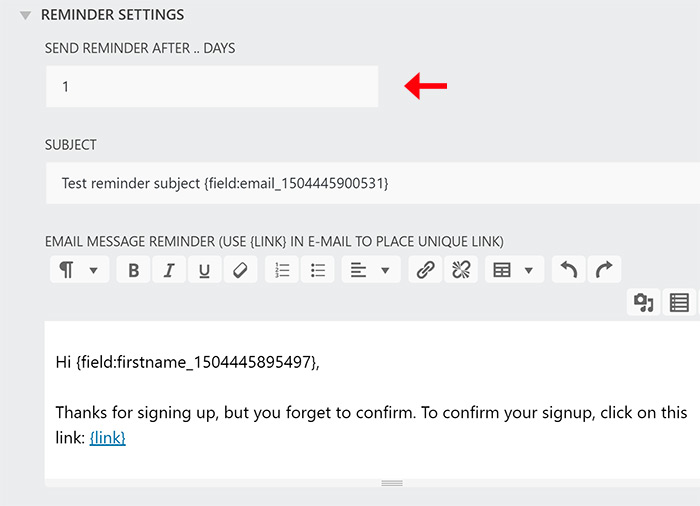 REMINDER SETTINGS
SEND REMINDER AFTER .. DAYS
1
SUBJECT
Test reminder subject {field:email_1504445900531}
EMAIL MESSAGE REMINDER (USE {LINK} IN E-MAIL TO PLACE UNIQUE LINK)
B I U
Hi {field:firstname_1504445895497},
Thanks for signing up, but you forget to confirm. To confirm your signup, click on this
link: {link}